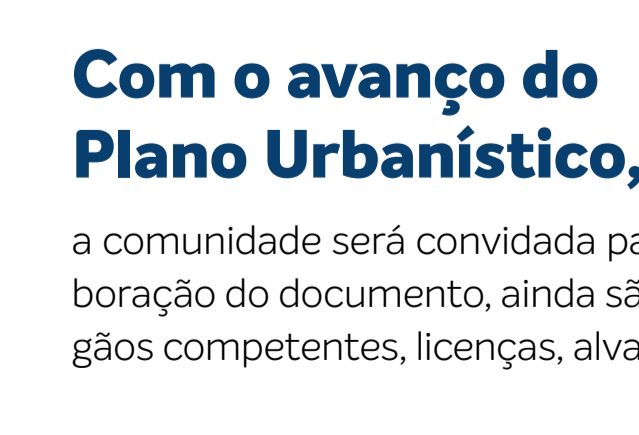 Com o avanço do
Plano Urbanístico,
a comunidade será convidada pa
boração do documento, ainda sã
gãos competentes, licenças, alva